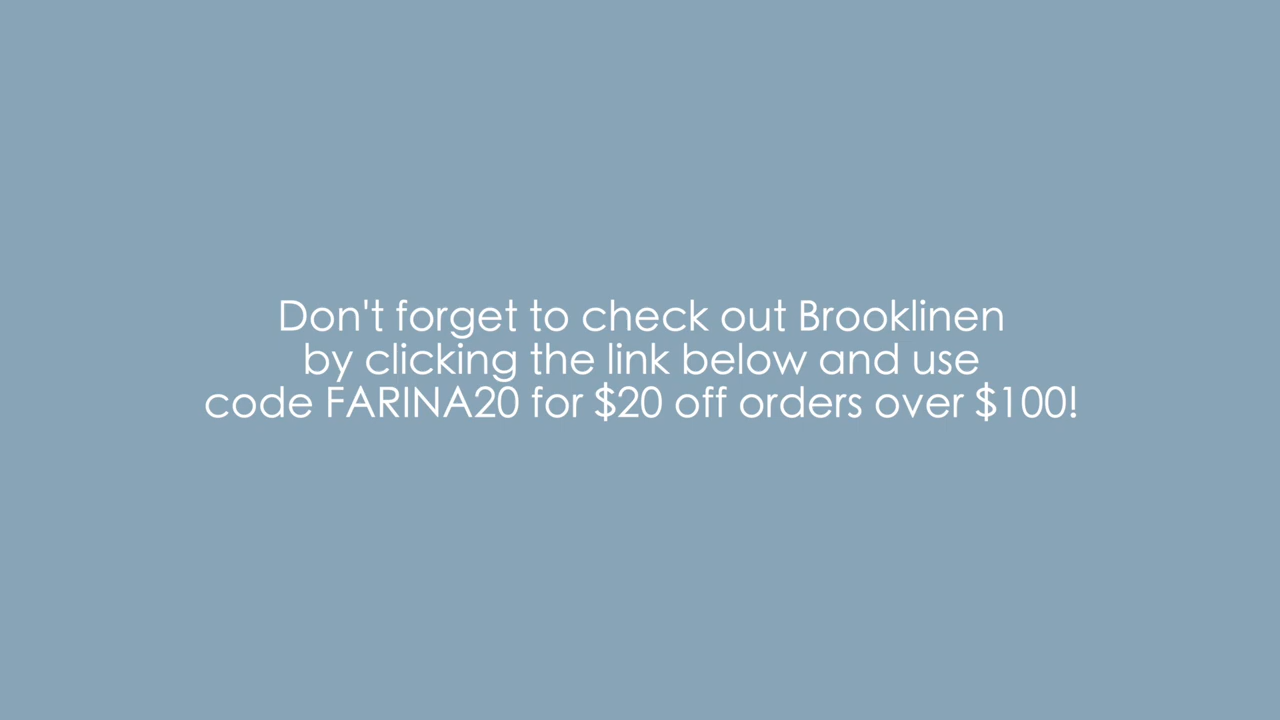 Don't forget to check out Brooklinen
by clicking the link below and use
code FARINA20 for $20 off orders over $100!